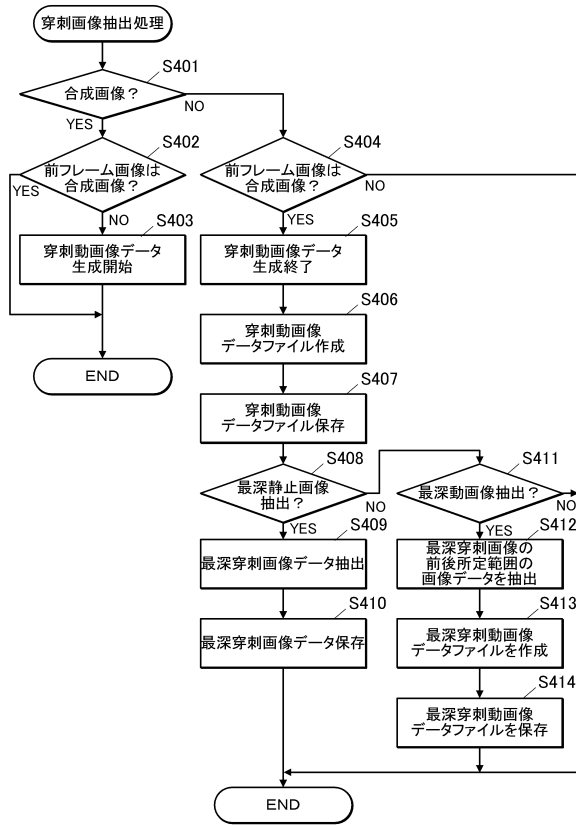 穿刺画像抽出処理
S401
合成画像？
NO
YES
S402
前フレーム画像は
合成画像？
YES
NO
S403
穿刺動画像データ
生成開始
END
S404
前フレーム画像は
合成画像？
NO
YES
S405
穿刺動画像データ
生成終了
S406
穿刺動画像
データファイル作成
S407
穿刺動画像
データファイル保存
S408
最深静止画像
抽出？
NO
YES
S409
最深穿刺画像データ抽出
S410
最深穿刺画像データ保存
S411
最深動画像抽出？
NO
YES
S412
最深穿刺画像の
前後所定範囲の
画像データを抽出
S413
最深穿刺動画像
データファイルを作成
S414
最深穿刺動画像
データファイルを保存
END